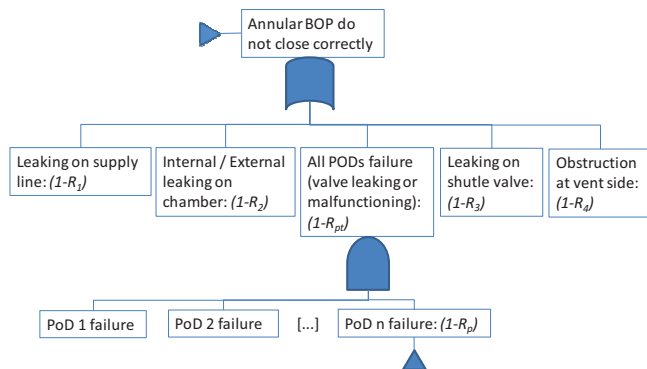 Annular BOP do
not close correctly
Leaking on supply
line: (1-R1)
Internal / External
leaking on
chamber: (1-R2)
All PODs failure
(valve leaking or
malfunctioning):
(1-Rpt)
Leaking on
shutle valve:
(1-R3)
Obstruction
at vent side:
(1-R4)
PoD 1 failure
PoD 2 failure
[...]
PoD n failure: (1-Rp)